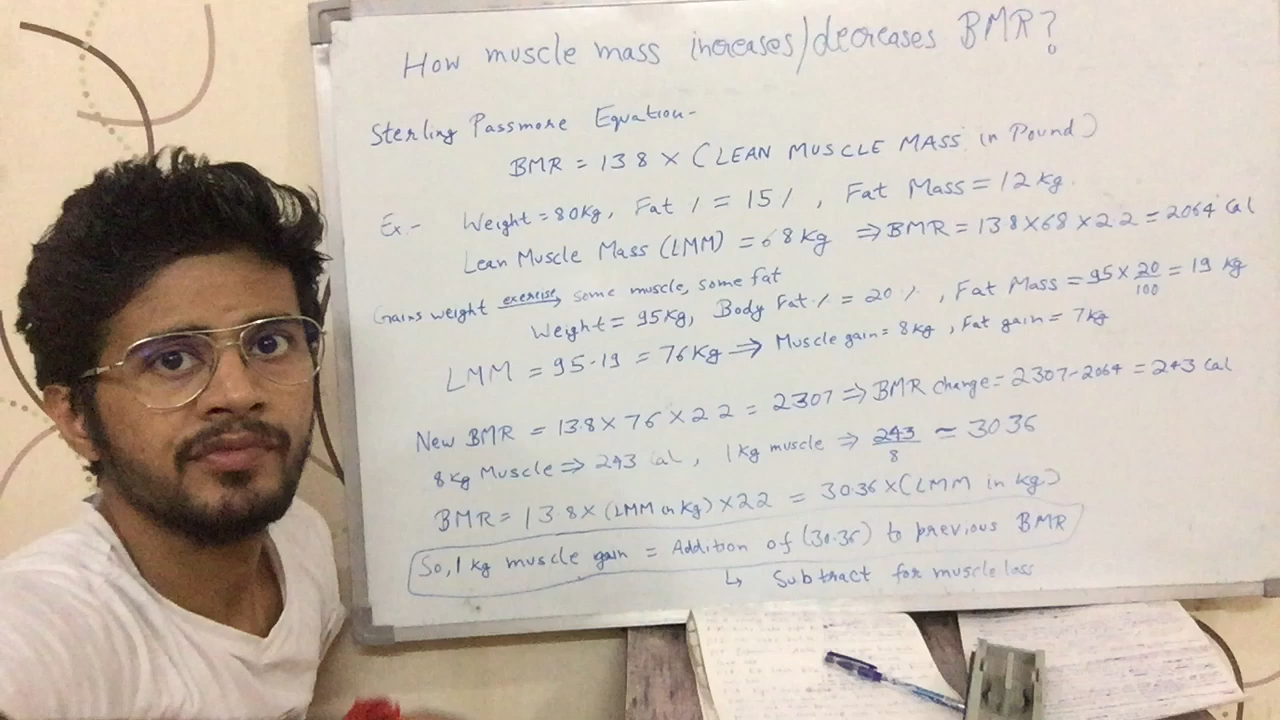 How muscle mass increases/decreases BMR?
Sterling Passmore Equation-
BMR = 13.8 × (LEAN MUSCLE MASS in Pound)
Ex.- Weight = 80kg, Fat % = 15%, Fat Mass = 12 kg.
Lean Muscle Mass (LMM) = 68 kg ⇒ BMR = 13.8×68×2.2 = 2064 Cal
Gains weight exercise→ some muscle, some fat
Weight = 95kg, Body Fat % = 20%, Fat Mass = 95 × 20/100 = 19 kg
LMM = 95-19 = 76kg ⇒ Muscle gain = 8kg, Fat gain = 7kg
New BMR = 13.8×76×2.2 = 2307 ⇒ BMR change = 2307-2064 = 243 Cal
8kg Muscle ⇒ 243 Cal, 1kg muscle ⇒ 243/8 ≈ 30.36
BMR = 13.8× (LMM in kg) ×2.2 = 30.36 × (LMM in kg)
So, 1 kg muscle gain = Addition of (30.36) to previous BMR
↳ Subtract for muscle loss